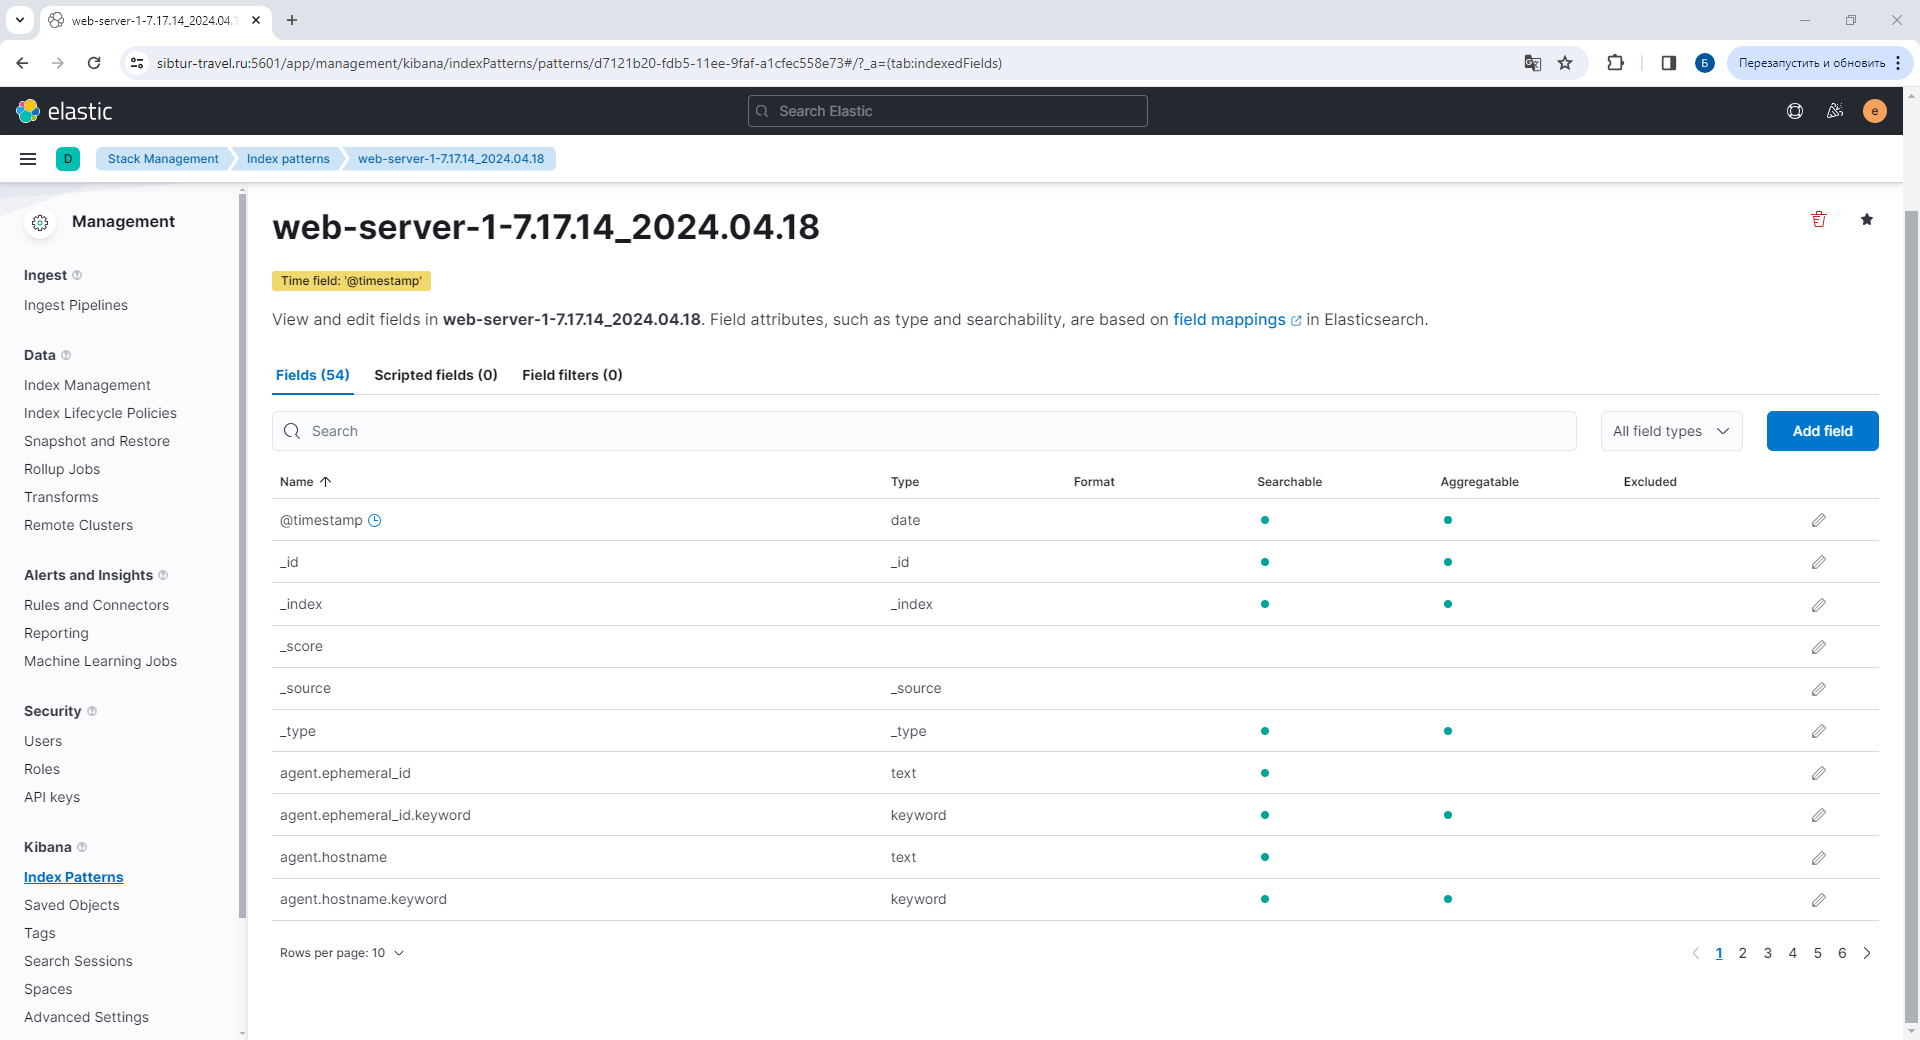 web-server-1-7.17.14_2024.04.1
sibtur-travel.ru:5601/app/management/kibana/indexPatterns/patterns/d7121b20-fdb5-11ee-9faf-a1cfec558e73#/?_a=(tab:indexedFields)
Б
Перезапустить и обновить
elastic
Search Elastic
e
D
Stack Management
Index patterns
web-server-1-7.17.14_2024.04.18
Management
Ingest
Ingest Pipelines
Data
Index Management
Index Lifecycle Policies
Snapshot and Restore
Rollup Jobs
Transforms
Remote Clusters
Alerts and Insights
Rules and Connectors
Reporting
Machine Learning Jobs
Security
Users
Roles
API keys
Kibana
Index Patterns
Saved Objects
Tags
Search Sessions
Spaces
Advanced Settings
web-server-1-7.17.14_2024.04.18
Time field: '@timestamp'
View and edit fields in web-server-1-7.17.14_2024.04.18. Field attributes, such as type and searchability, are based on field mappings in Elasticsearch.
Fields (54) Scripted fields (0) Field filters (0)
Search
All field types
Add field
Name Type Format Searchable Aggregatable Excluded
@timestamp date
_id _id
_index _index
_score
_source _source
_type _type
agent.ephemeral_id text
agent.ephemeral_id.keyword keyword
agent.hostname text
agent.hostname.keyword keyword
Rows per page: 10
1 2 3 4 5 6